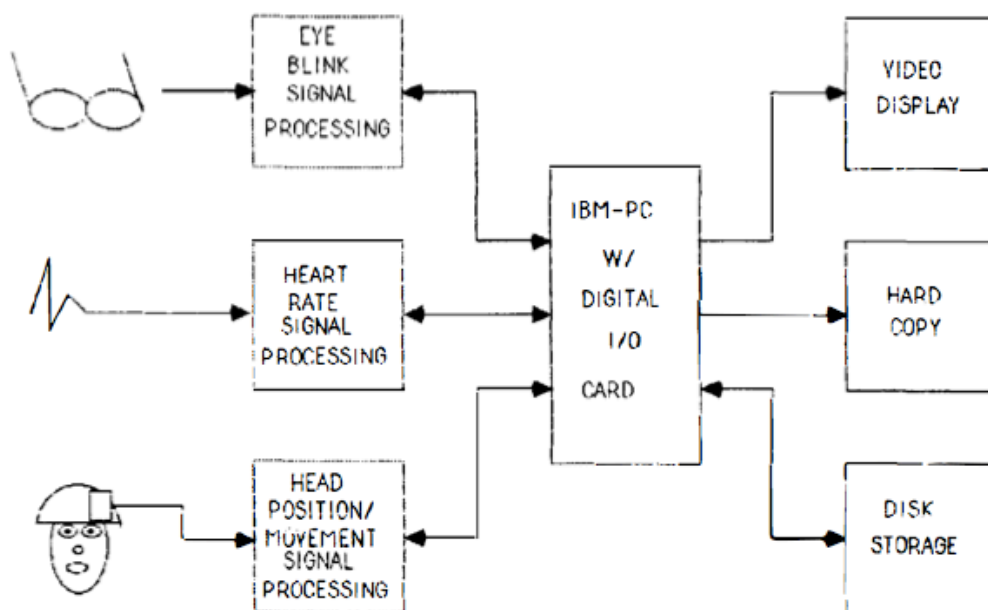 EYE
BLINK
SIGNAL
PROCESSING
VIDEO
DISPLAY
IBM-PC
W/
DIGITAL
I/O
CARD
HEART
RATE
SIGNAL
PROCESSING
HARD
COPY
HEAD
POSITION/
MOVEMENT
SIGNAL
PROCESSING
DISK
STORAGE